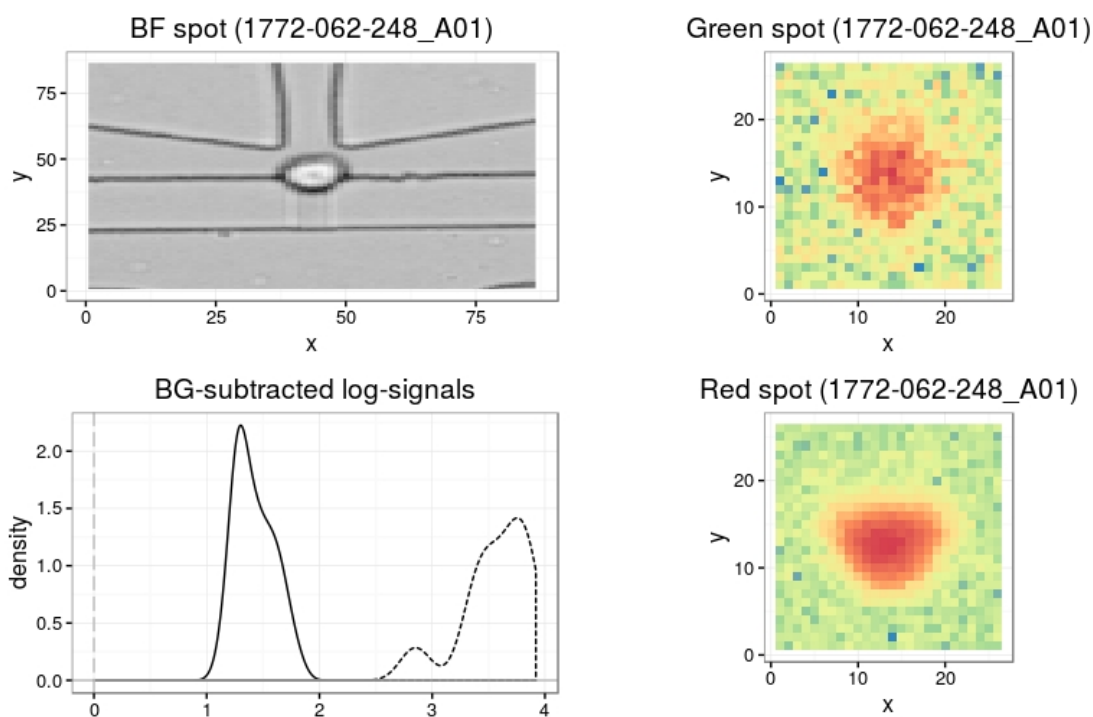 BF spot (1772-062-248_A01)
y
75
50
25
0
0 25 50 75
x
Green spot (1772-062-248_A01)
y
20
10
0
0 10 20
x
BG-subtracted log-signals
density
2.0
1.5
1.0
0.5
0.0
0 1 2 3 4
Red spot (1772-062-248_A01)
y
20
10
0
0 10 20
x